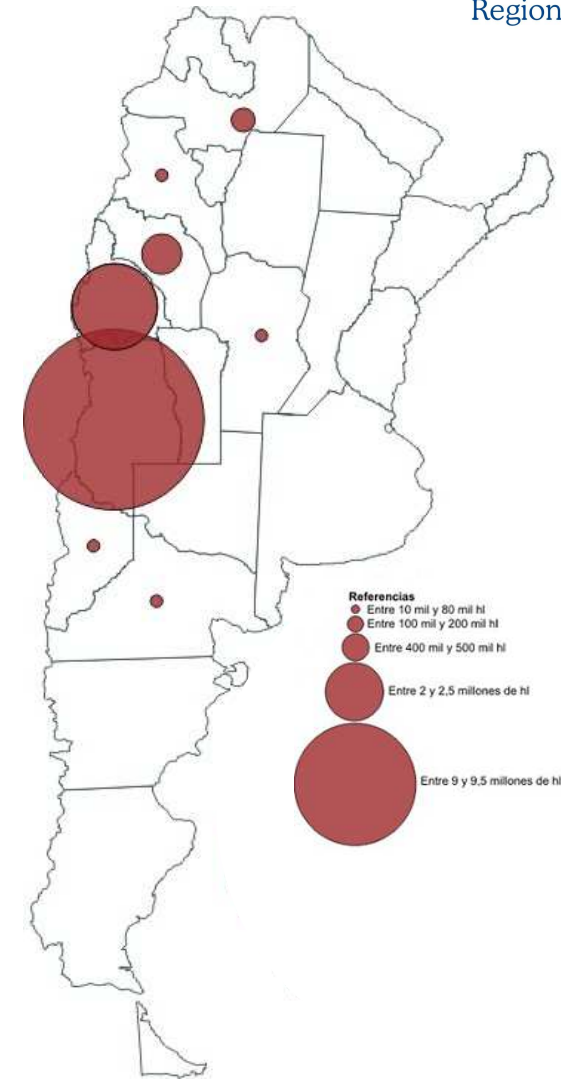 Region
Referencias
Entre 10 mil y 80 mil hl
Entre 100 mil y 200 mil hl
Entre 400 mil y 500 mil hl
Entre 2 y 2,5 millones de hl
Entre 9 y 9,5 millones de hl